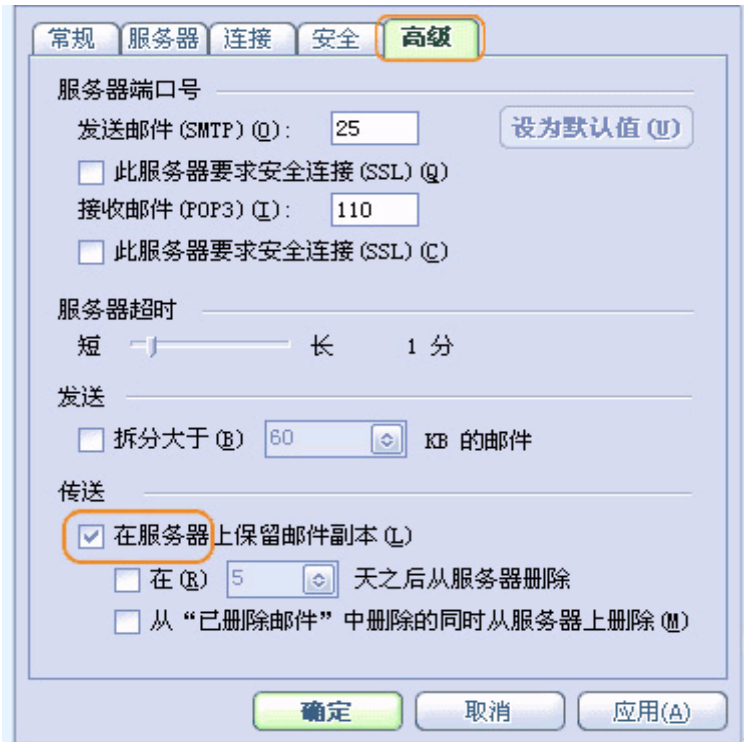 常规 服务器 连接 安全 高级
服务器端口号
发送邮件(SMTP)(O): 25 设为默认值(U)
此服务器要求安全连接(SSL)(Q)
接收邮件(POP3)(I): 110
此服务器要求安全连接(SSL)(C)
服务器超时
短 长 1 分
发送
拆分大于(B) 60 KB 的邮件
传送
在服务器上保留邮件副本(L)
在(R) 5 天之后从服务器删除
从“已删除邮件”中删除的同时从服务器上删除(M)
确定 取消 应用(A)